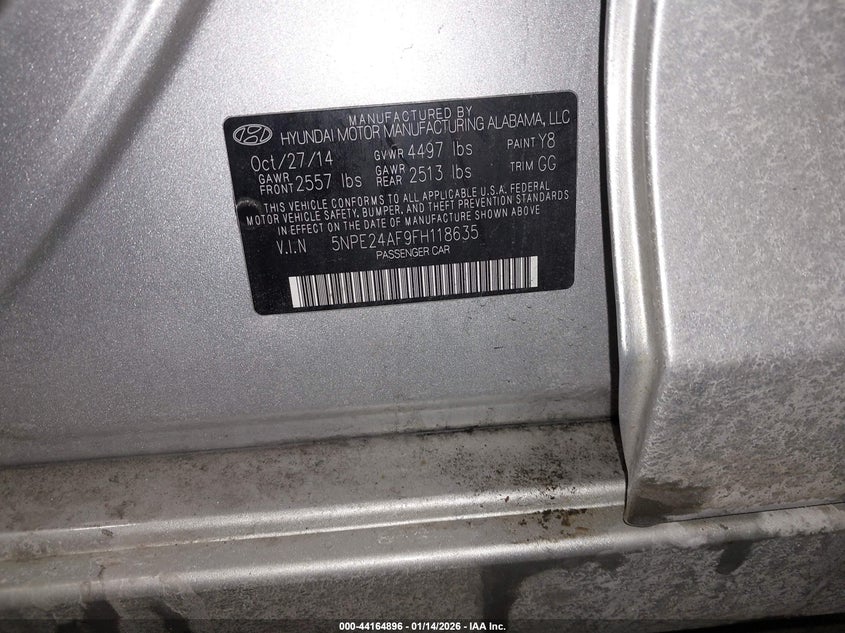 MANUFACTURED BY
HYUNDAI MOTOR MANUFACTURING ALABAMA, LLC
Oct/27/14 GVWR 4497 lbs PAINT Y8
GAWR FRONT 2557 lbs GAWR REAR 2513 lbs TRIM GG
THIS VEHICLE CONFORMS TO ALL APPLICABLE U.S.A. FEDERAL
MOTOR VEHICLE SAFETY, BUMPER, AND THEFT PREVENTION STANDARDS
IN EFFECT ON THE DATE OF MANUFACTURE SHOWN ABOVE
V.I.N 5NPE24AF9FH118635
PASSENGER CAR
000-44164896 - 01/14/2026 - IAA Inc.